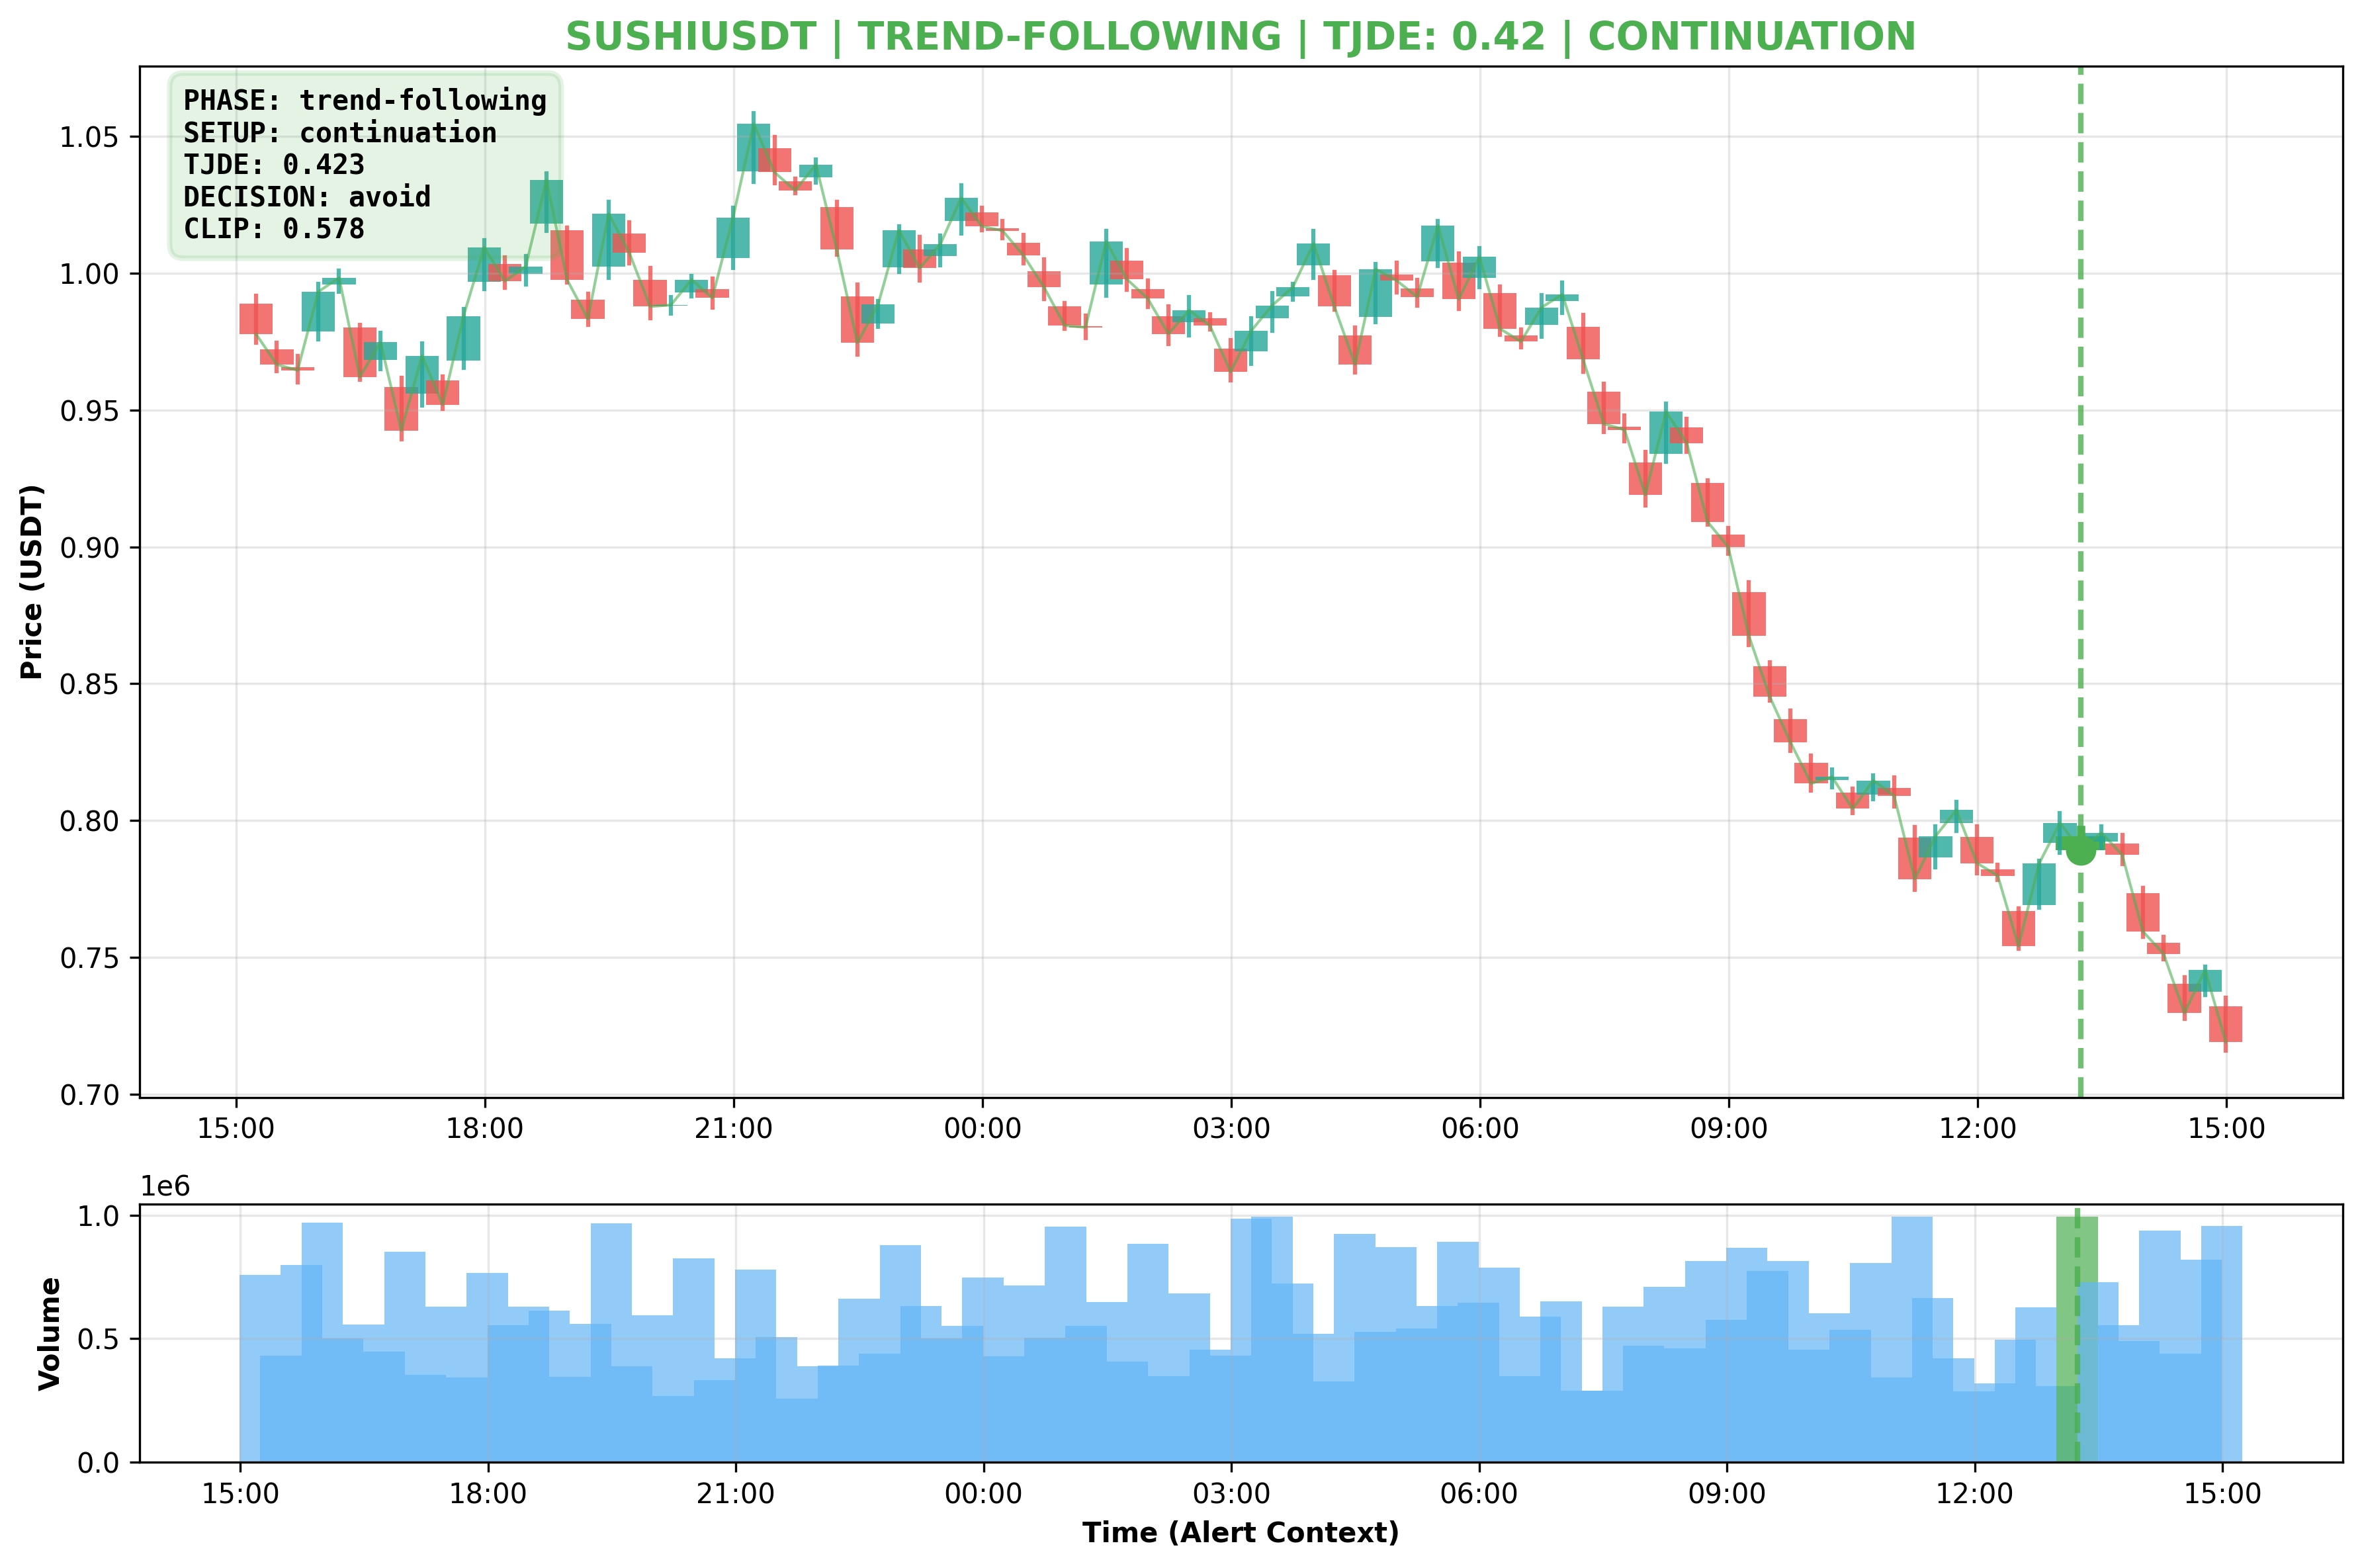 SUSHIUSDT | TREND-FOLLOWING | TJDE: 0.42 | CONTINUATION
PHASE: trend-following
SETUP: continuation
TJDE: 0.423
DECISION: avoid
CLIP: 0.578
Price (USDT)
1.05
1.00
0.95
0.90
0.85
0.80
0.75
0.70
15:00 18:00 21:00 00:00 03:00 06:00 09:00 12:00 15:00
1e6
Volume
1.0
0.5
0.0
15:00 18:00 21:00 00:00 03:00 06:00 09:00 12:00 15:00
Time (Alert Context)